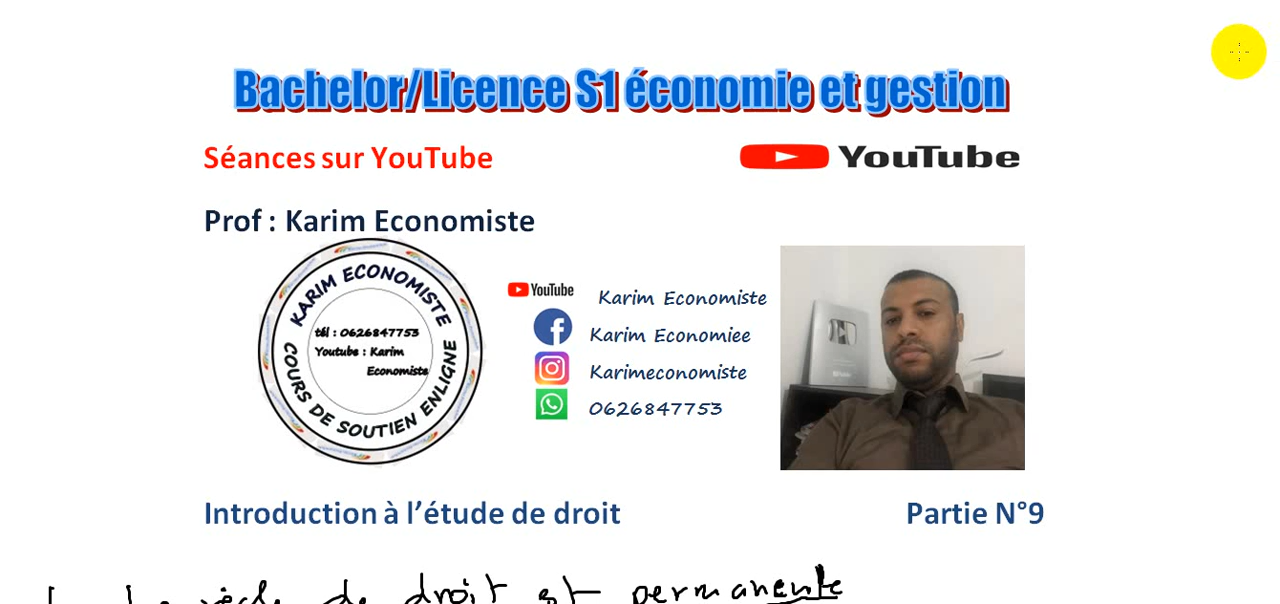 Bachelor/Licence S1 économie et gestion
Séances sur YouTube
YouTube
Prof : Karim Economiste
KARIM ECONOMISTE
COURS DE SOUTIEN ENLIGNE
tél : 0626847753
Youtube : Karim
Economiste
YouTube Karim Economiste
Karim Economiee
Karimeconomiste
0626847753
Introduction à l'étude de droit Partie N°9
La règle de droit est permanente